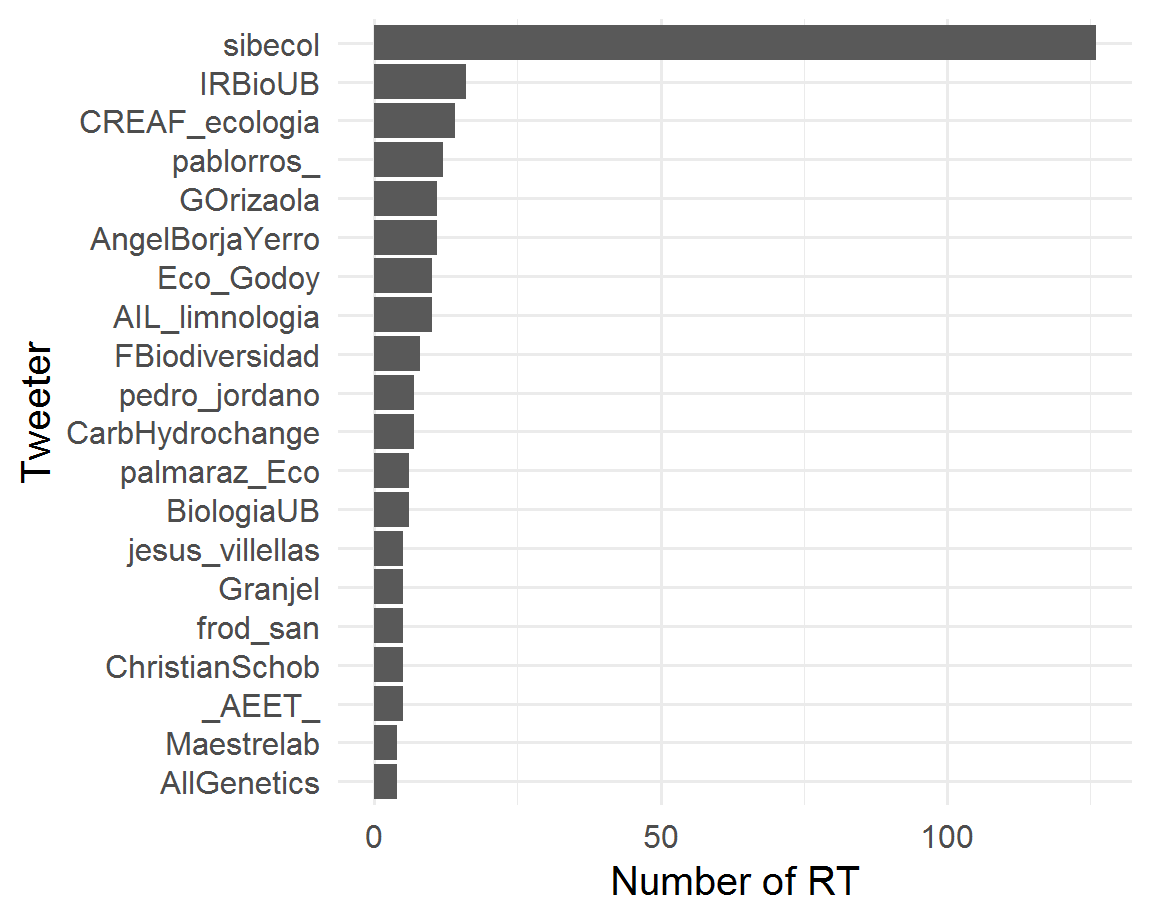 sibecol
IRBioUB
CREAF_ecologia
pablorros_
GOrizaola
AngelBorjaYerro
Eco_Godoy
AIL_limnologia
FBiodiversidad
pedro_jordano
CarbHydrochange
palmaraz_Eco
BiologiaUB
jesus_villellas
Granjel
frod_san
ChristianSchob
_AEET_
Maestrelab
AllGenetics
Tweeter
0 50 100
Number of RT